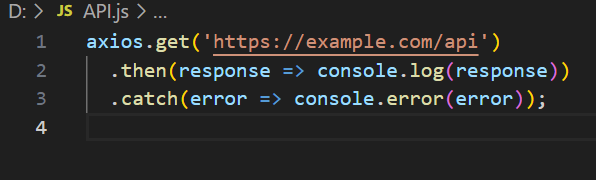 D: > JS API.js > ...
1 axios.get('https://example.com/api')
2 .then(response => console.log(response))
3 .catch(error => console.error(error));
4